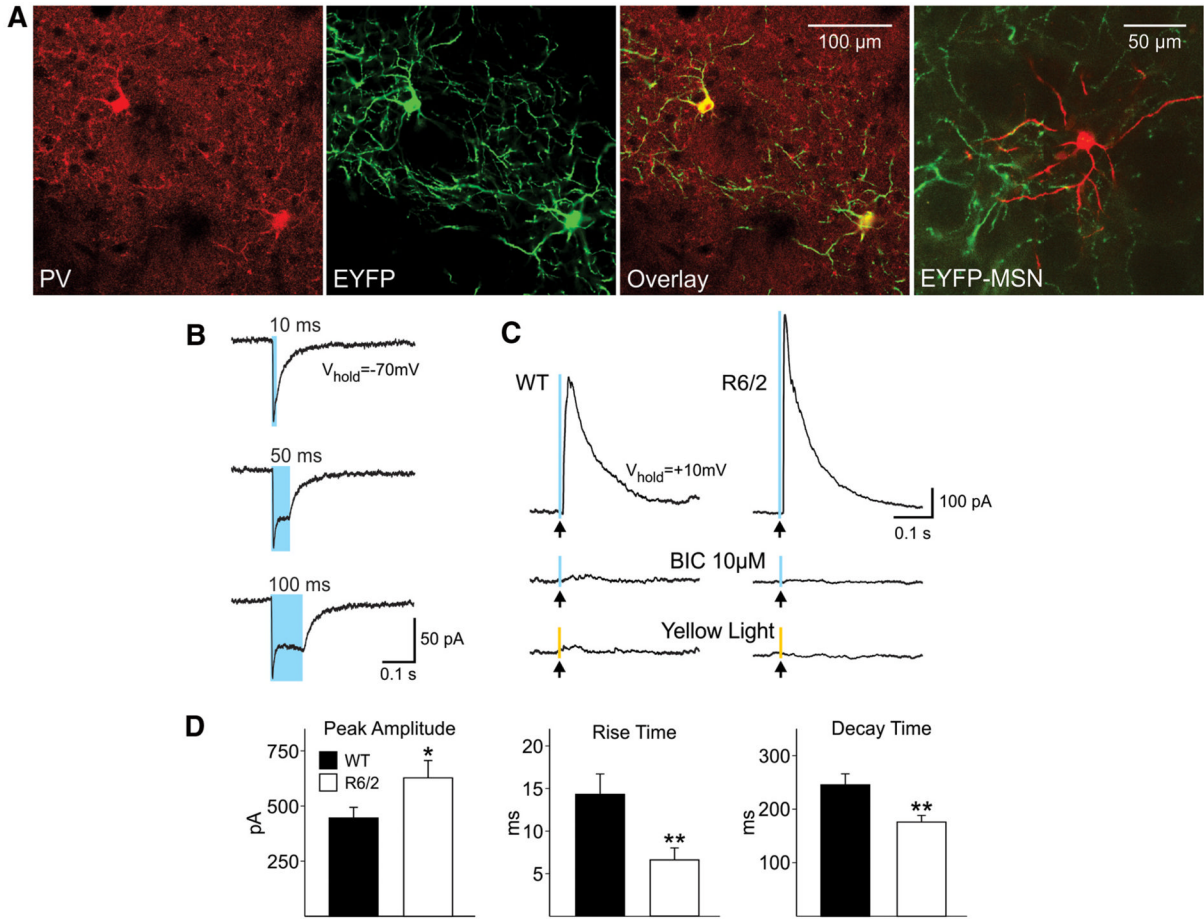 A
100 µm
50 µm
PV
EYFP
Overlay
EYFP-MSN
B
10 ms
Vhold=-70mV
50 ms
100 ms
50 pA
0.1 s
C
WT
R6/2
Vhold=+10mV
100 pA
0.1 s
BIC 10µM
Yellow Light
D
Peak Amplitude
750
500
250
pA
WT
R6/2
*
Rise Time
20
15
10
5
ms
**
Decay Time
300
200
100
ms
**